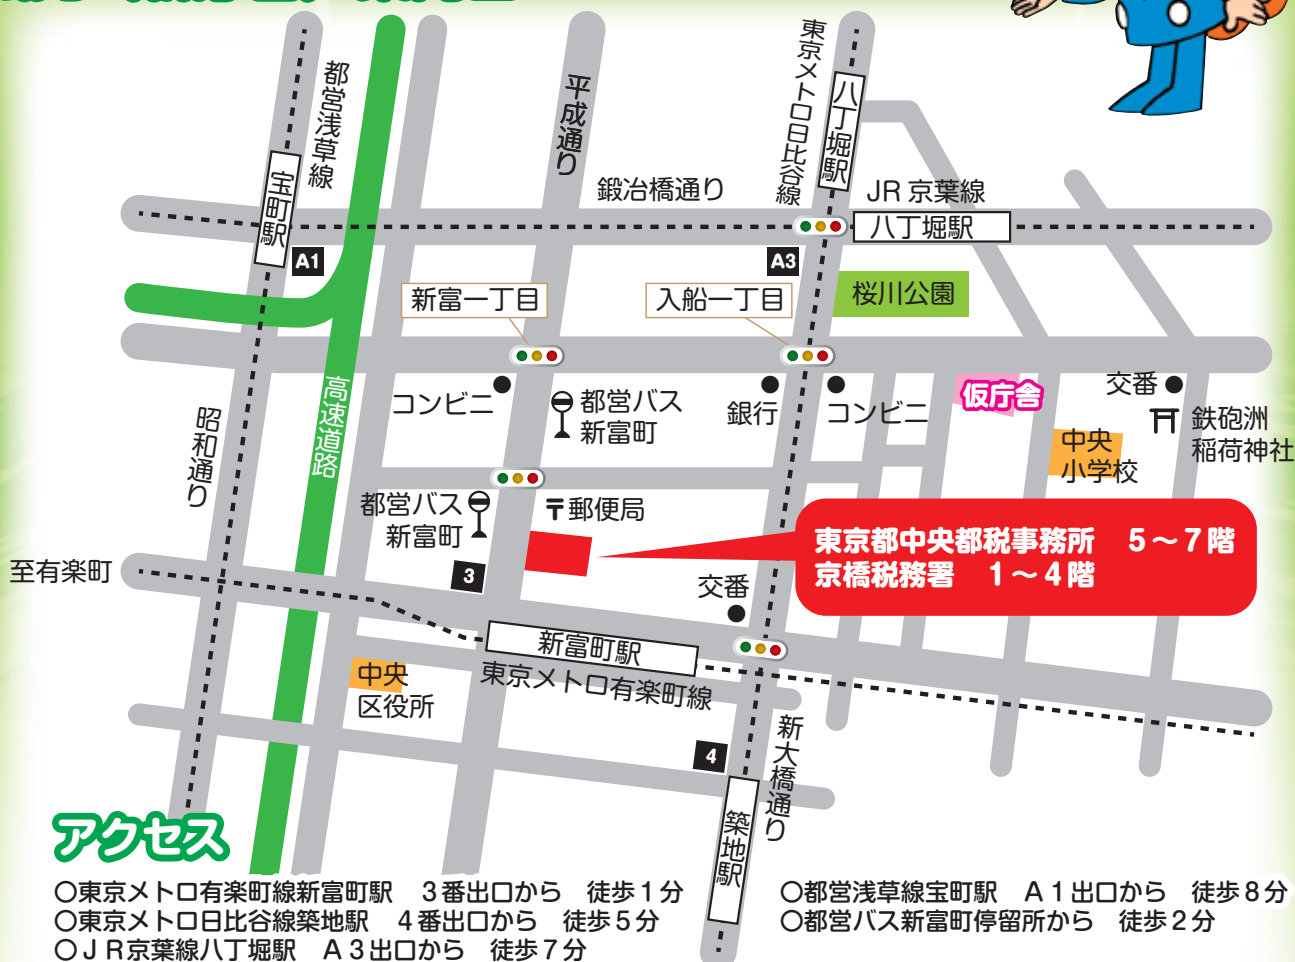 都営浅草線
平成通り
東京メトロ日比谷線
八丁堀駅
宝町駅
鍛冶橋通り
JR 京葉線
八丁堀駅
A1
A3
新富一丁目
入船一丁目
桜川公園
高速道路
昭和通り
コンビニ
都営バス
新富町
銀行
コンビニ
仮庁舎
交番
中央
小学校
鉄砲洲
稲荷神社
都営バス
新富町
〒郵便局
東京都中央都税事務所 5～7階
京橋税務署 1～4階
至有楽町
3
交番
新富町駅
東京メトロ有楽町線
中央
区役所
4
新大橋通り
築地駅
アクセス
○東京メトロ有楽町線新富町駅 3番出口から 徒歩1分
○東京メトロ日比谷線築地駅 4番出口から 徒歩5分
○ＪＲ京葉線八丁堀駅 Ａ3出口から 徒歩7分
○都営浅草線宝町駅 Ａ1出口から 徒歩8分
○都営バス新富町停留所から 徒歩2分